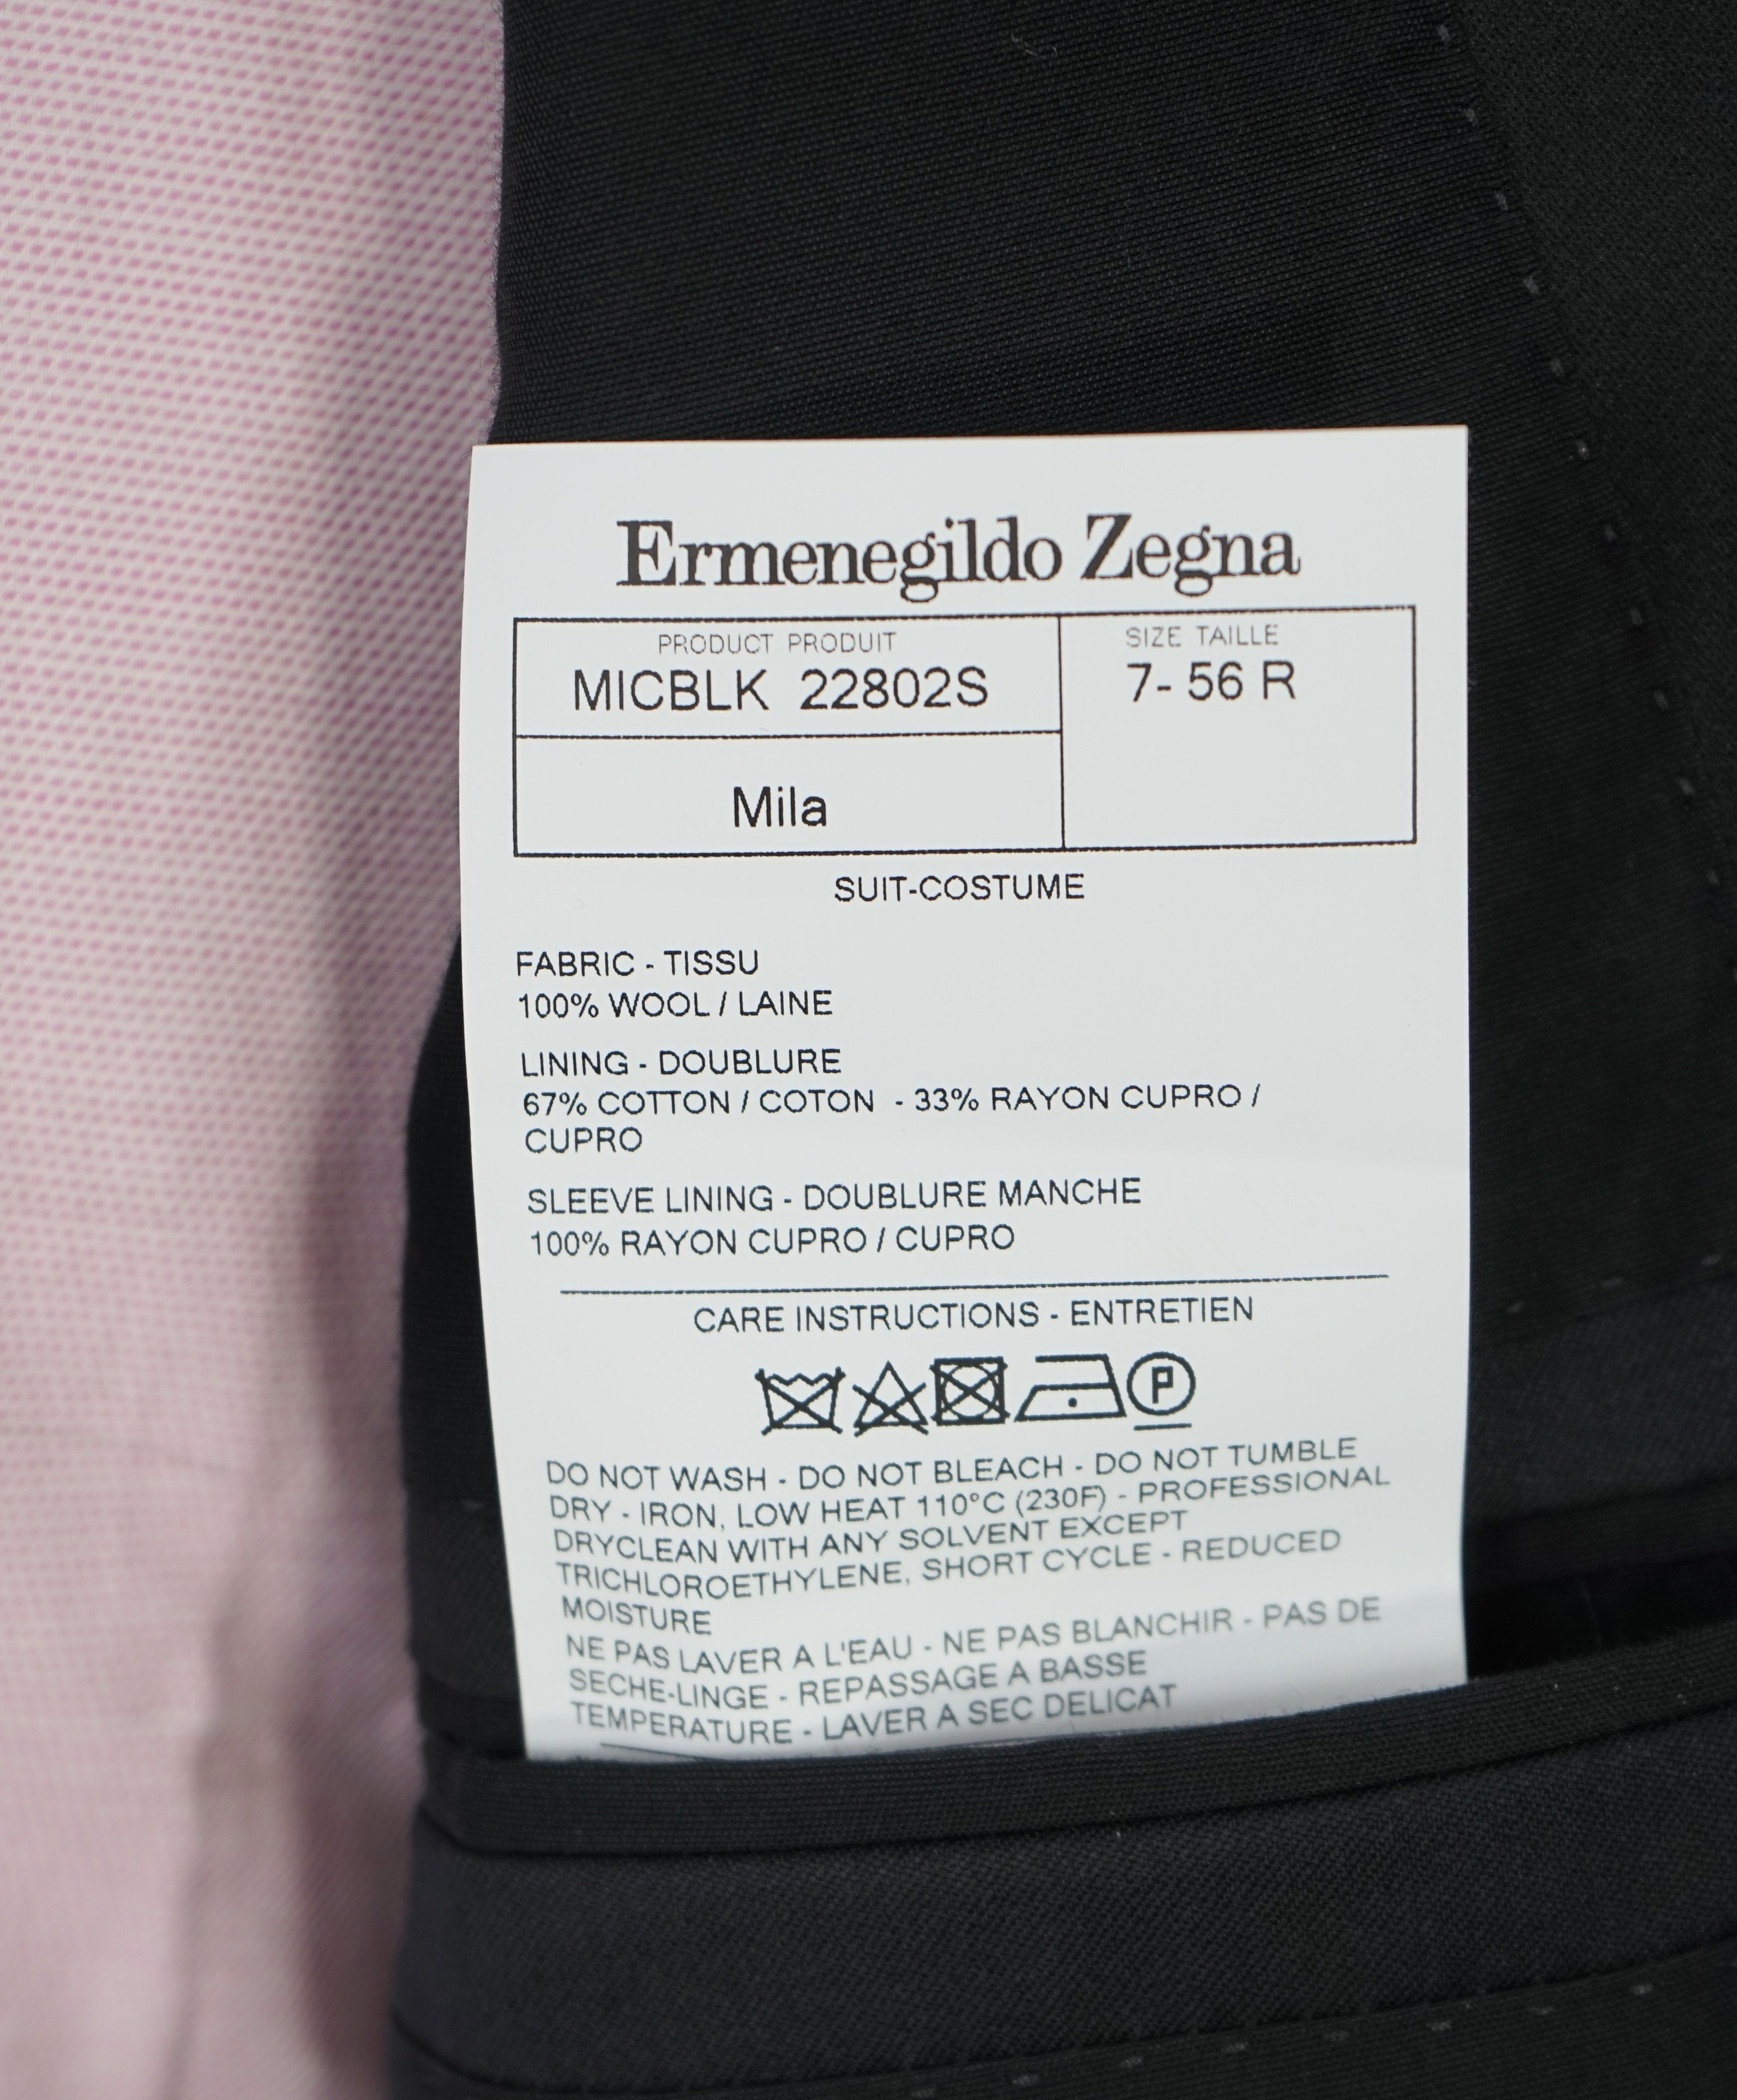 Ermenegildo Zegna
PRODUCT PRODUIT
MICBLK 22802S
SIZE TAILLE
7- 56 R
Mila
SUIT-COSTUME
FABRIC - TISSU
100% WOOL / LAINE
LINING - DOUBLURE
67% COTTON / COTON - 33% RAYON CUPRO /
CUPRO
SLEEVE LINING - DOUBLURE MANCHE
100% RAYON CUPRO / CUPRO
CARE INSTRUCTIONS - ENTRETIEN
P
DO NOT WASH - DO NOT BLEACH - DO NOT TUMBLE
DRY - IRON, LOW HEAT 110°C (230F) - PROFESSIONAL
DRYCLEAN WITH ANY SOLVENT EXCEPT
TRICHLOROETHYLENE, SHORT CYCLE - REDUCED
MOISTURE
NE PAS LAVER A L'EAU - NE PAS BLANCHIR - PAS DE
SECHE-LINGE - REPASSAGE A BASSE
TEMPERATURE - LAVER A SEC DELICAT